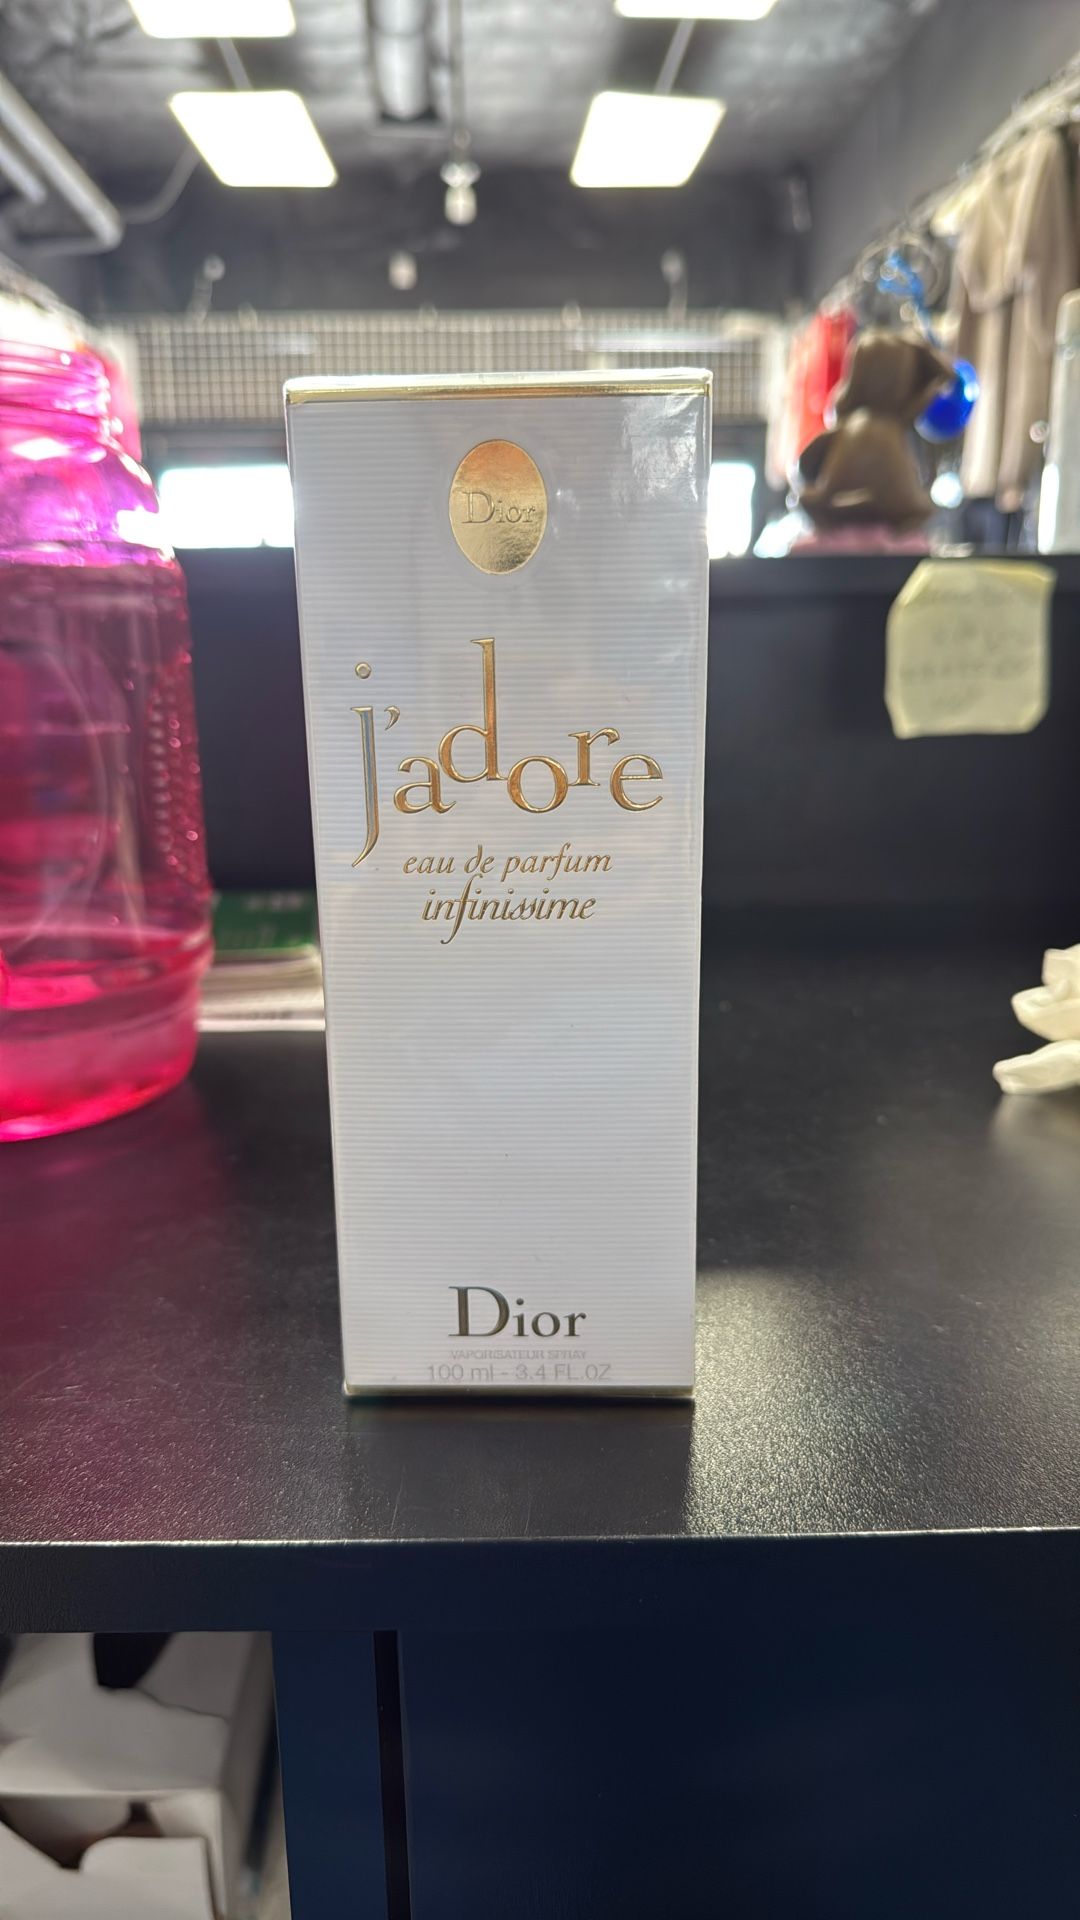 Dior
j'adore
eau de parfum
infinissime
Dior
VAPORISATEUR SPRAY
100 ml - 3.4 FL.OZ